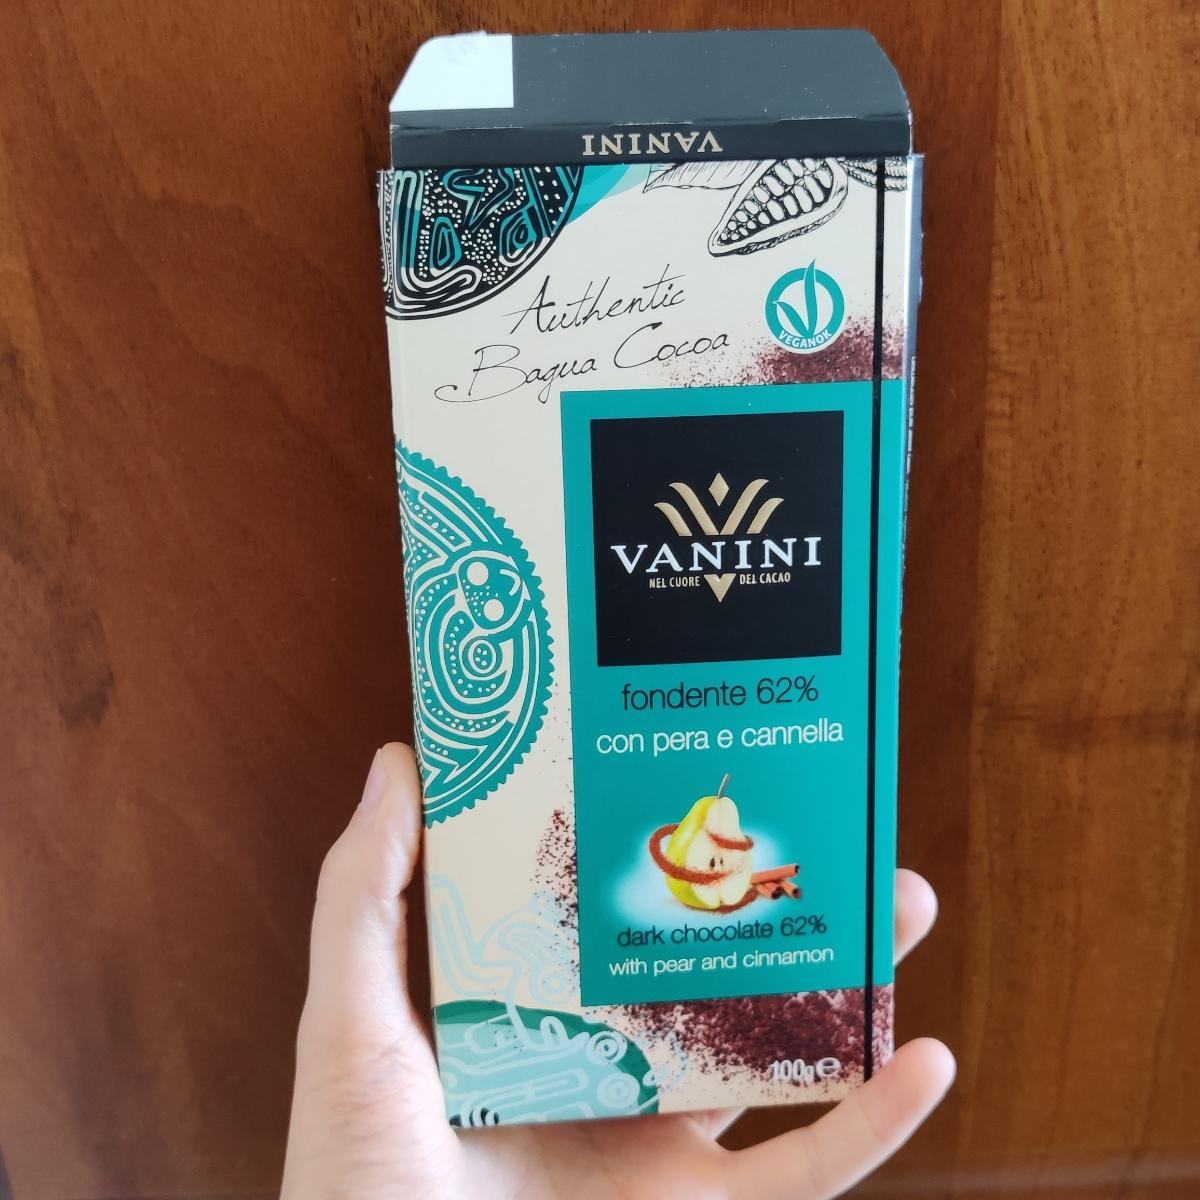 VANINI
Authentic
Bagua Cocoa
VEGANOK
VANINI
NEL CUORE DEL CACAO
fondente 62%
con pera e cannella
dark chocolate 62%
with pear and cinnamon
100g℮